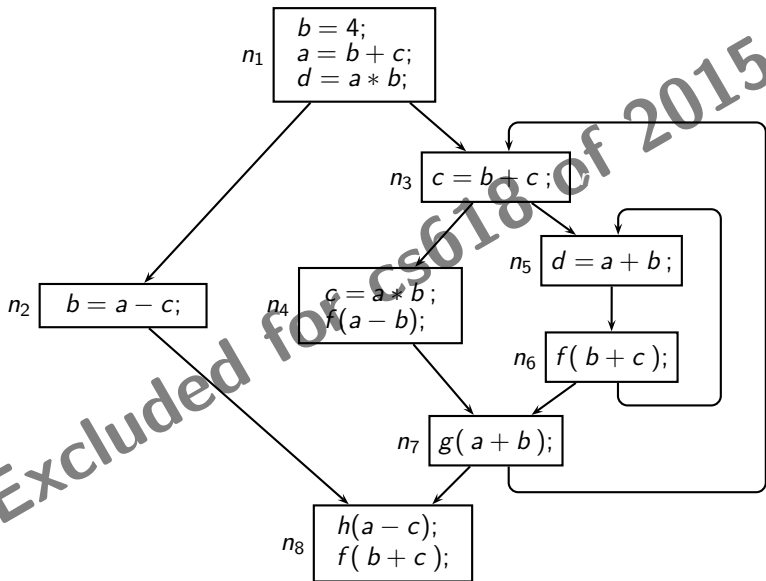 n1
b = 4;
a = b + c;
d = a ∗ b;
n3
c = b + c ;
n5
d = a + b ;
n2
b = a − c;
n4
c = a ∗ b ;
f(a − b);
n6
f( b + c );
n7
g( a + b );
n8
h(a − c);
f( b + c );
Excluded for cs618 of 2015